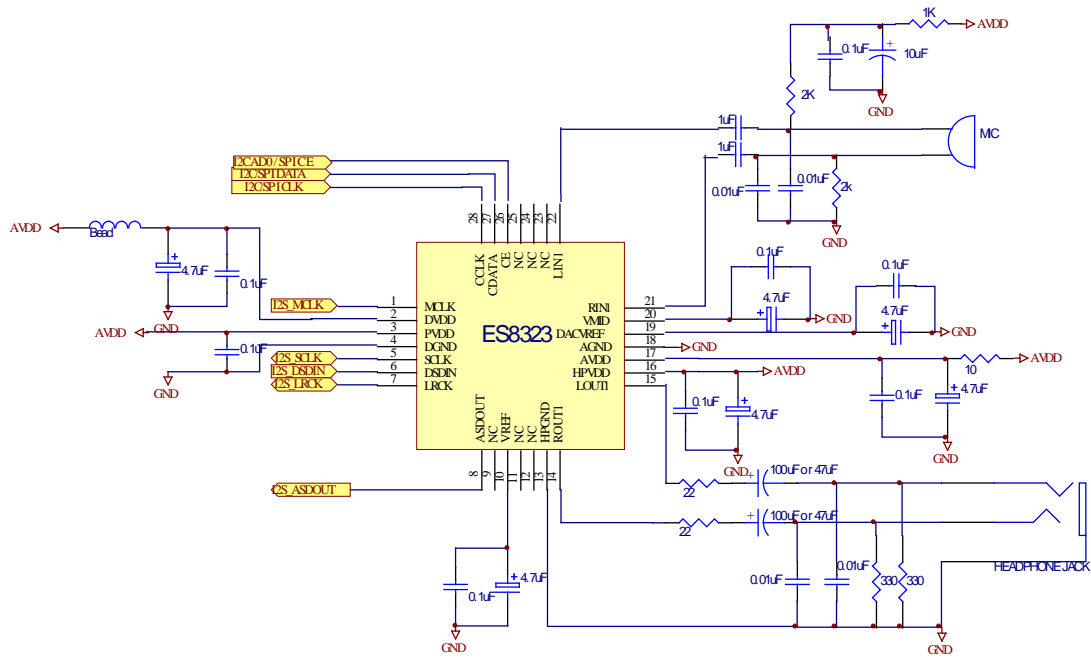 1K
AVDD
0.1uF
10uF
2K
GND
1uF
MIC
1uF
0.01uF
0.01uF
2k
GND
I2CAD0/SPICE
I2CSPIDATA
I2CSPICLK
28
27
26
25
24
23
22
CCLK
CDATA
CE
NC
NC
NC
LIN1
AVDD
Bead
4.7uF
0.1uF
GND
I2S_MCLK
AVDD
0.1uF
GND
I2S_SCLK
I2S_DSDIN
I2S_LRCK
1
2
3
4
5
6
7
MCLK
DVDD
PVDD
DGND
SCLK
DSDIN
LRCK
ES8323
RIN1
VMID
DACVREF
AGND
AVDD
HPVDD
LOUT1
21
20
19
18
17
16
15
0.1uF
4.7uF
GND
0.1uF
4.7uF
GND
GND
AVDD
10
AVDD
0.1uF
4.7uF
GND
0.1uF
4.7uF
GND
ASDOUT
NC
VREF
NC
NC
HPGND
ROUT1
8
9
10
11
12
13
14
I2S_ASDOUT
0.1uF
4.7uF
GND
22
100uF or 47uF
22
100uF or 47uF
0.01uF
0.01uF
330
330
HEADPHONE JACK
GND